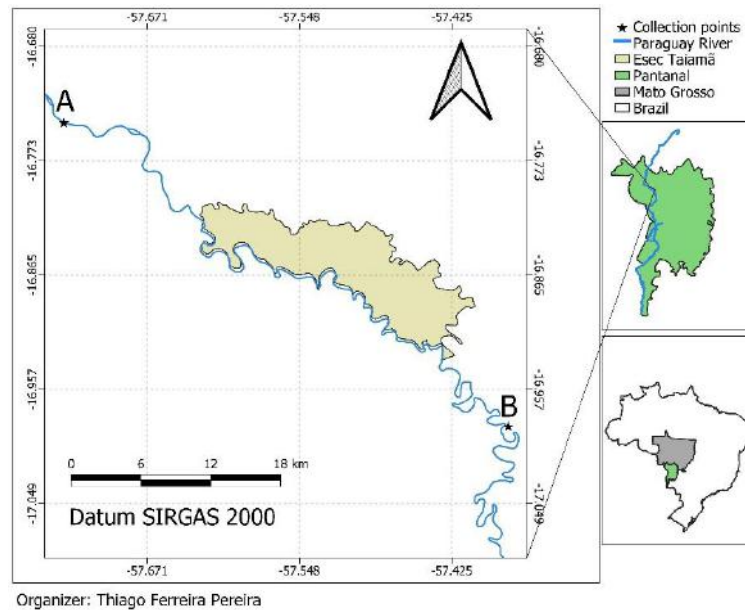 -57.671 -57.548 -57.425
-16.680 -16.680
A
-16.773 -16.773
-16.865 -16.865
-16.957 -16.957
B
0 6 12 18 km
-17.049 -17.049
Datum SIRGAS 2000
-57.671 -57.548 -57.425
Collection points
Paraguay River
Esec Taiamã
Pantanal
Mato Grosso
Brazil
Organizer: Thiago Ferreira Pereira